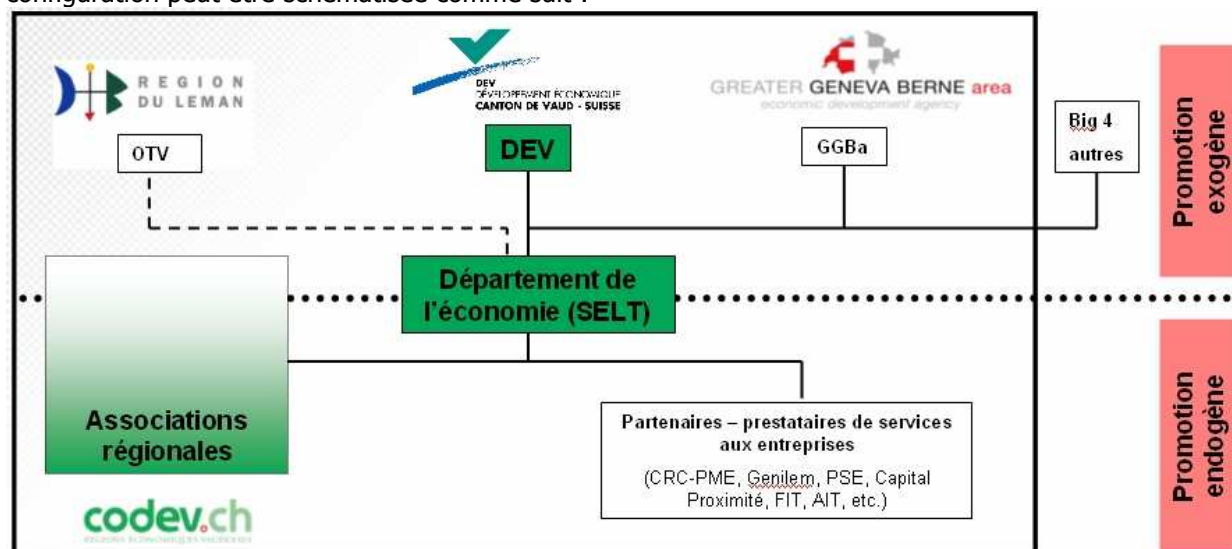 configuration peut être schématisée comme suit :
REGION
DU LEMAN
OTV
DEV
DÉVELOPPEMENT ÉCONOMIQUE
CANTON DE VAUD - SUISSE
DEV
GREATER GENEVA BERNE area
economic development agency
GGBa
Big 4
autres
Promotion
exogène
Département de
l'économie (SELT)
Associations
régionales
codev.ch
Partenaires – prestataires de services
aux entreprises
(CRC-PME, Genilem, PSE, Capital
Proximité, FIT, AIT, etc.)
Promotion
endogène